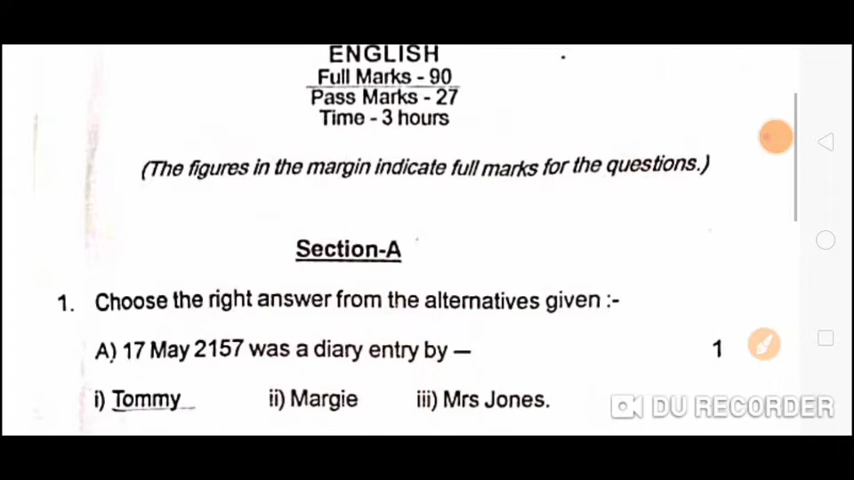 ENGLISH
Full Marks - 90
Pass Marks - 27
Time - 3 hours
(The figures in the margin indicate full marks for the questions.)
Section-A
1. Choose the right answer from the alternatives given :-
A) 17 May 2157 was a diary entry by — 1
i) Tommy ii) Margie iii) Mrs Jones.
DU RECORDER